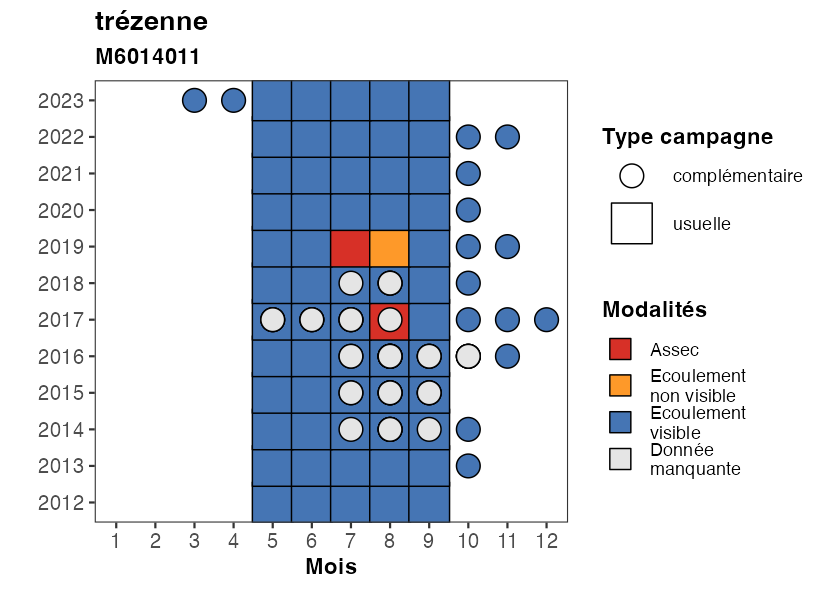 trézenne
M6014011
2023
2022
2021
2020
2019
2018
2017
2016
2015
2014
2013
2012
1 2 3 4 5 6 7 8 9 10 11 12
Mois
Type campagne
complémentaire
usuelle
Modalités
Assec
Ecoulement
non visible
Ecoulement
visible
Donnée
manquante